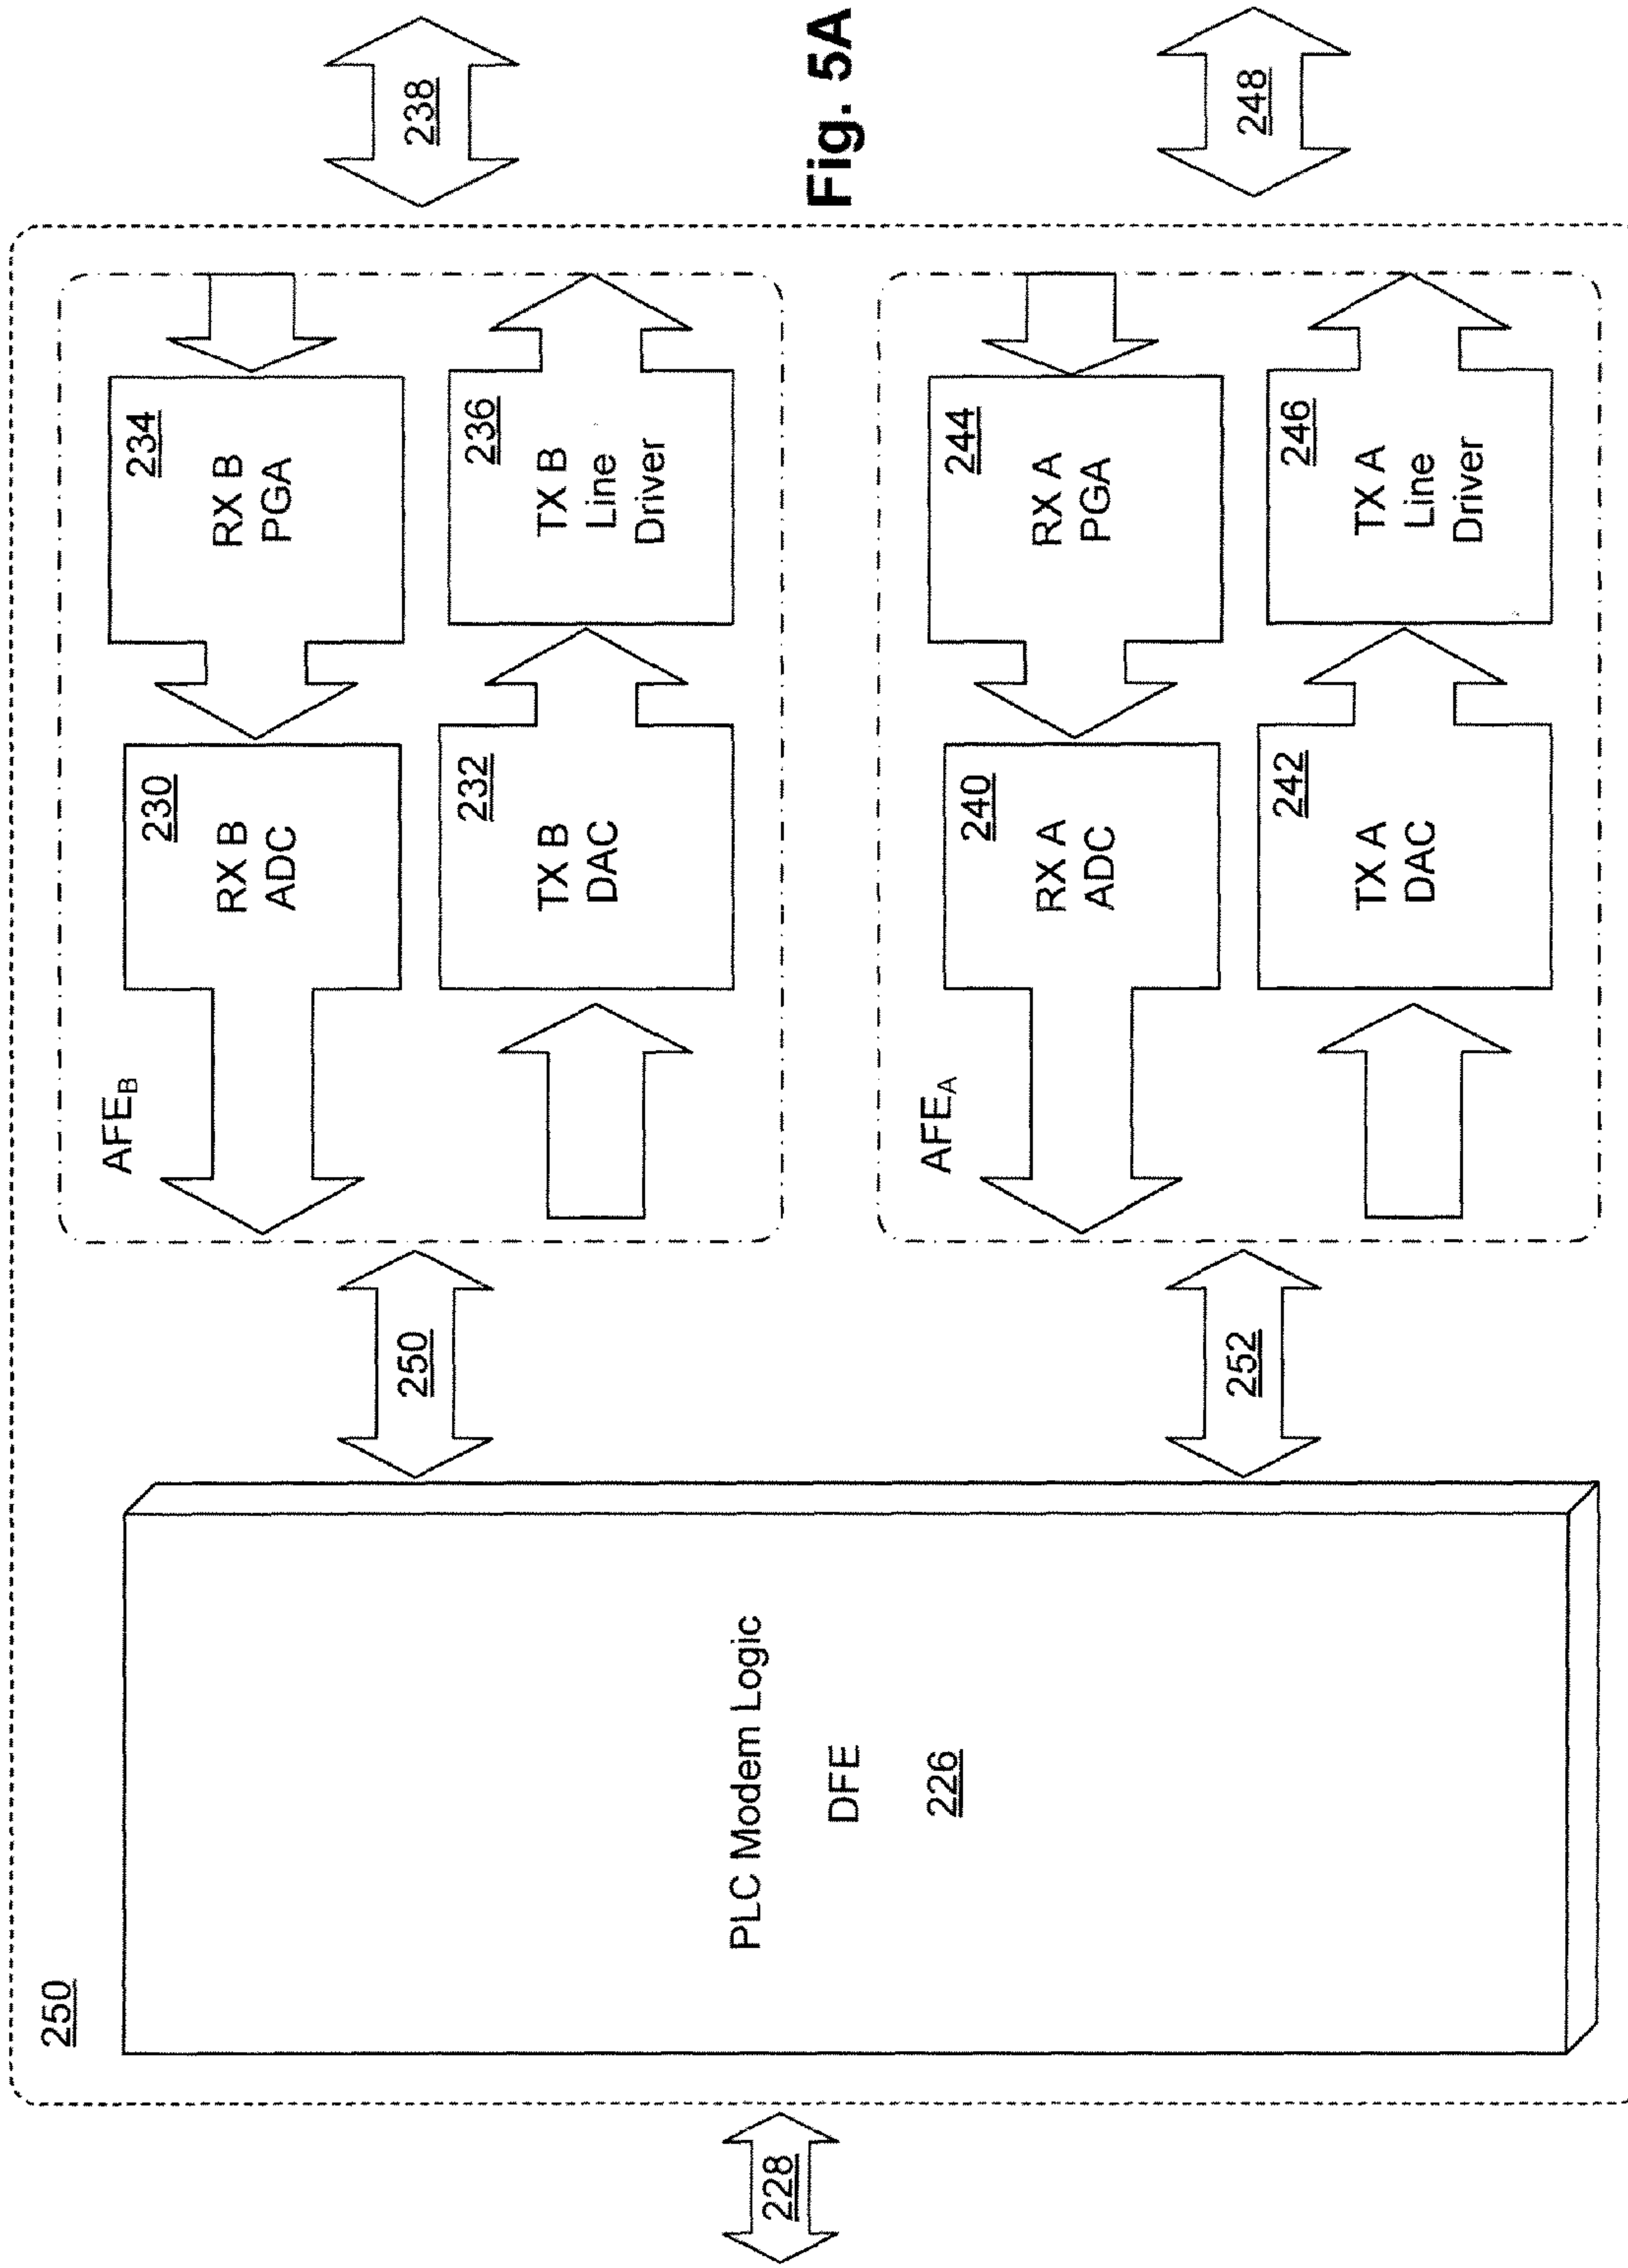 250
228
PLC Modem Logic
DFE
226
250
252
AFEB
230
RX B
ADC
234
RX B
PGA
232
TX B
DAC
236
TX B
Line
Driver
238
AFEA
240
RX A
ADC
244
RX A
PGA
242
TX A
DAC
246
TX A
Line
Driver
248
Fig. 5A